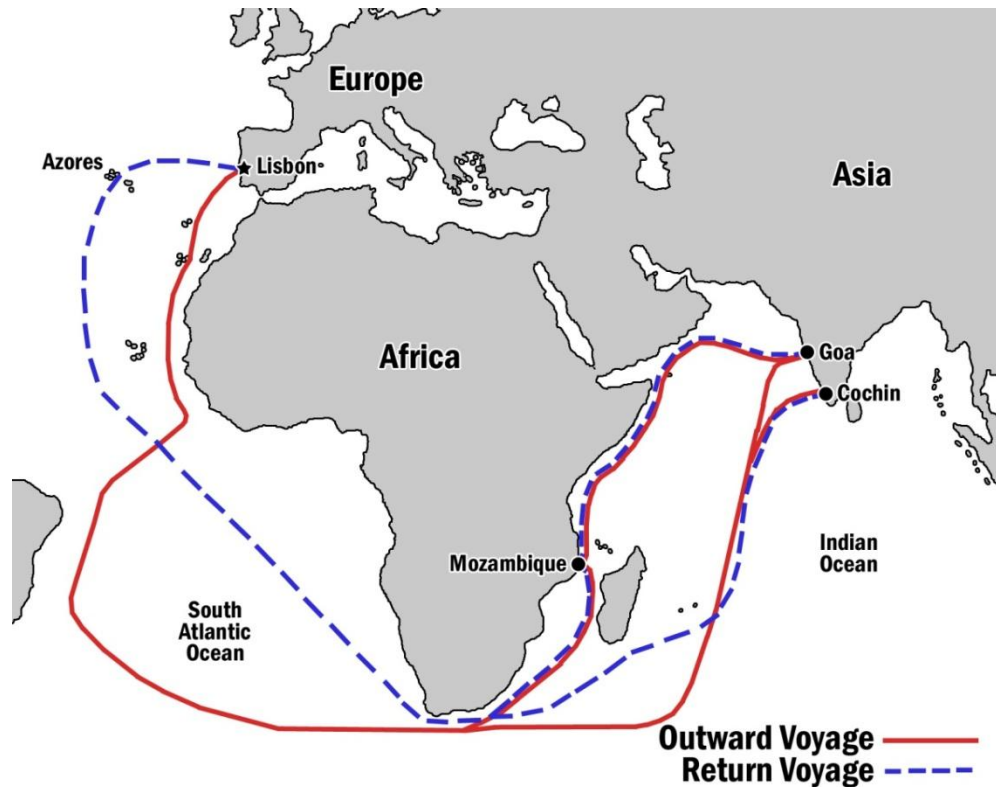 Europe
Azores
Lisbon
Asia
Africa
Goa
Cochin
Mozambique
Indian
Ocean
South
Atlantic
Ocean
Outward Voyage
Return Voyage